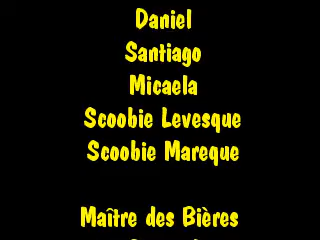 Daniel
Santiago
Micaela
Scoobie Levesque
Scoobie Mareque
Maître des Bières